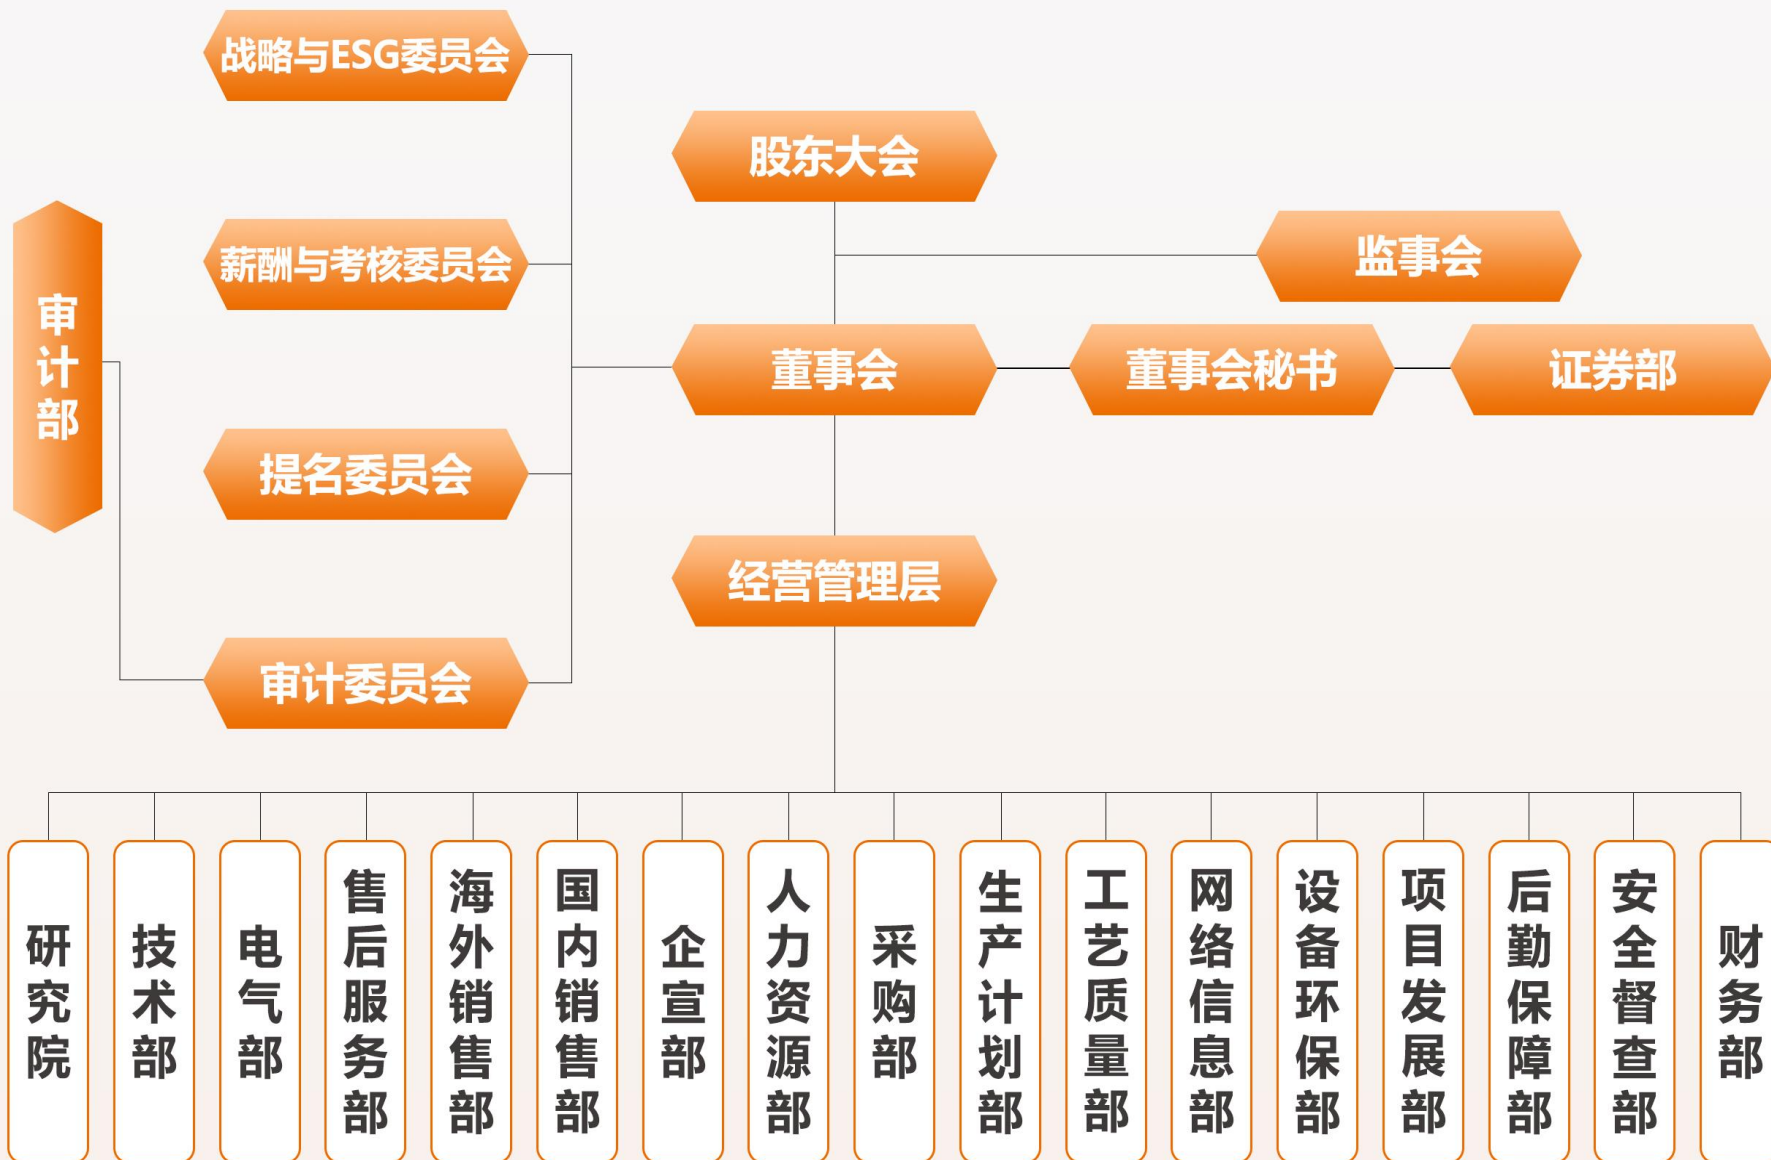 战略与ESG委员会
股东大会
薪酬与考核委员会
监事会
审计部
董事会
董事会秘书
证券部
提名委员会
经营管理层
审计委员会
研究院
技术部
电气部
售后服务部
海外销售部
国内销售部
企宣部
人力资源部
采购部
生产计划部
工艺质量部
网络信息部
设备环保部
项目发展部
后勤保障部
安全督查部
财务部